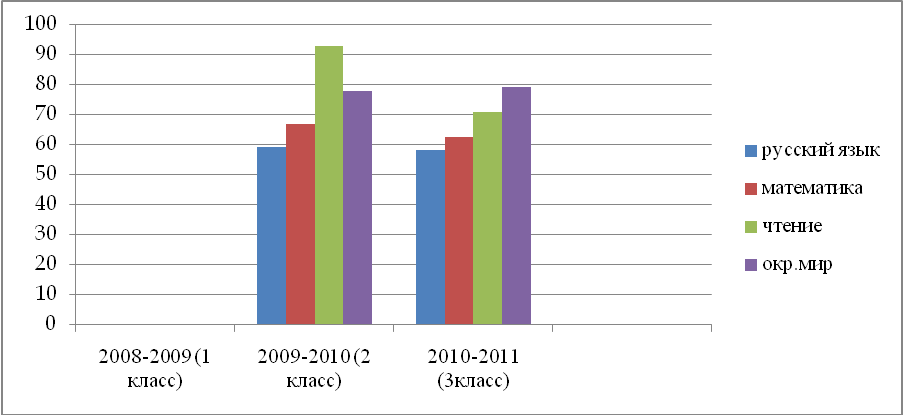 100
90
80
70
60
50
40
30
20
10
0
2008-2009 (1
класс)
2009-2010 (2
класс)
2010-2011
(3класс)
русский язык
математика
чтение
окр.мир